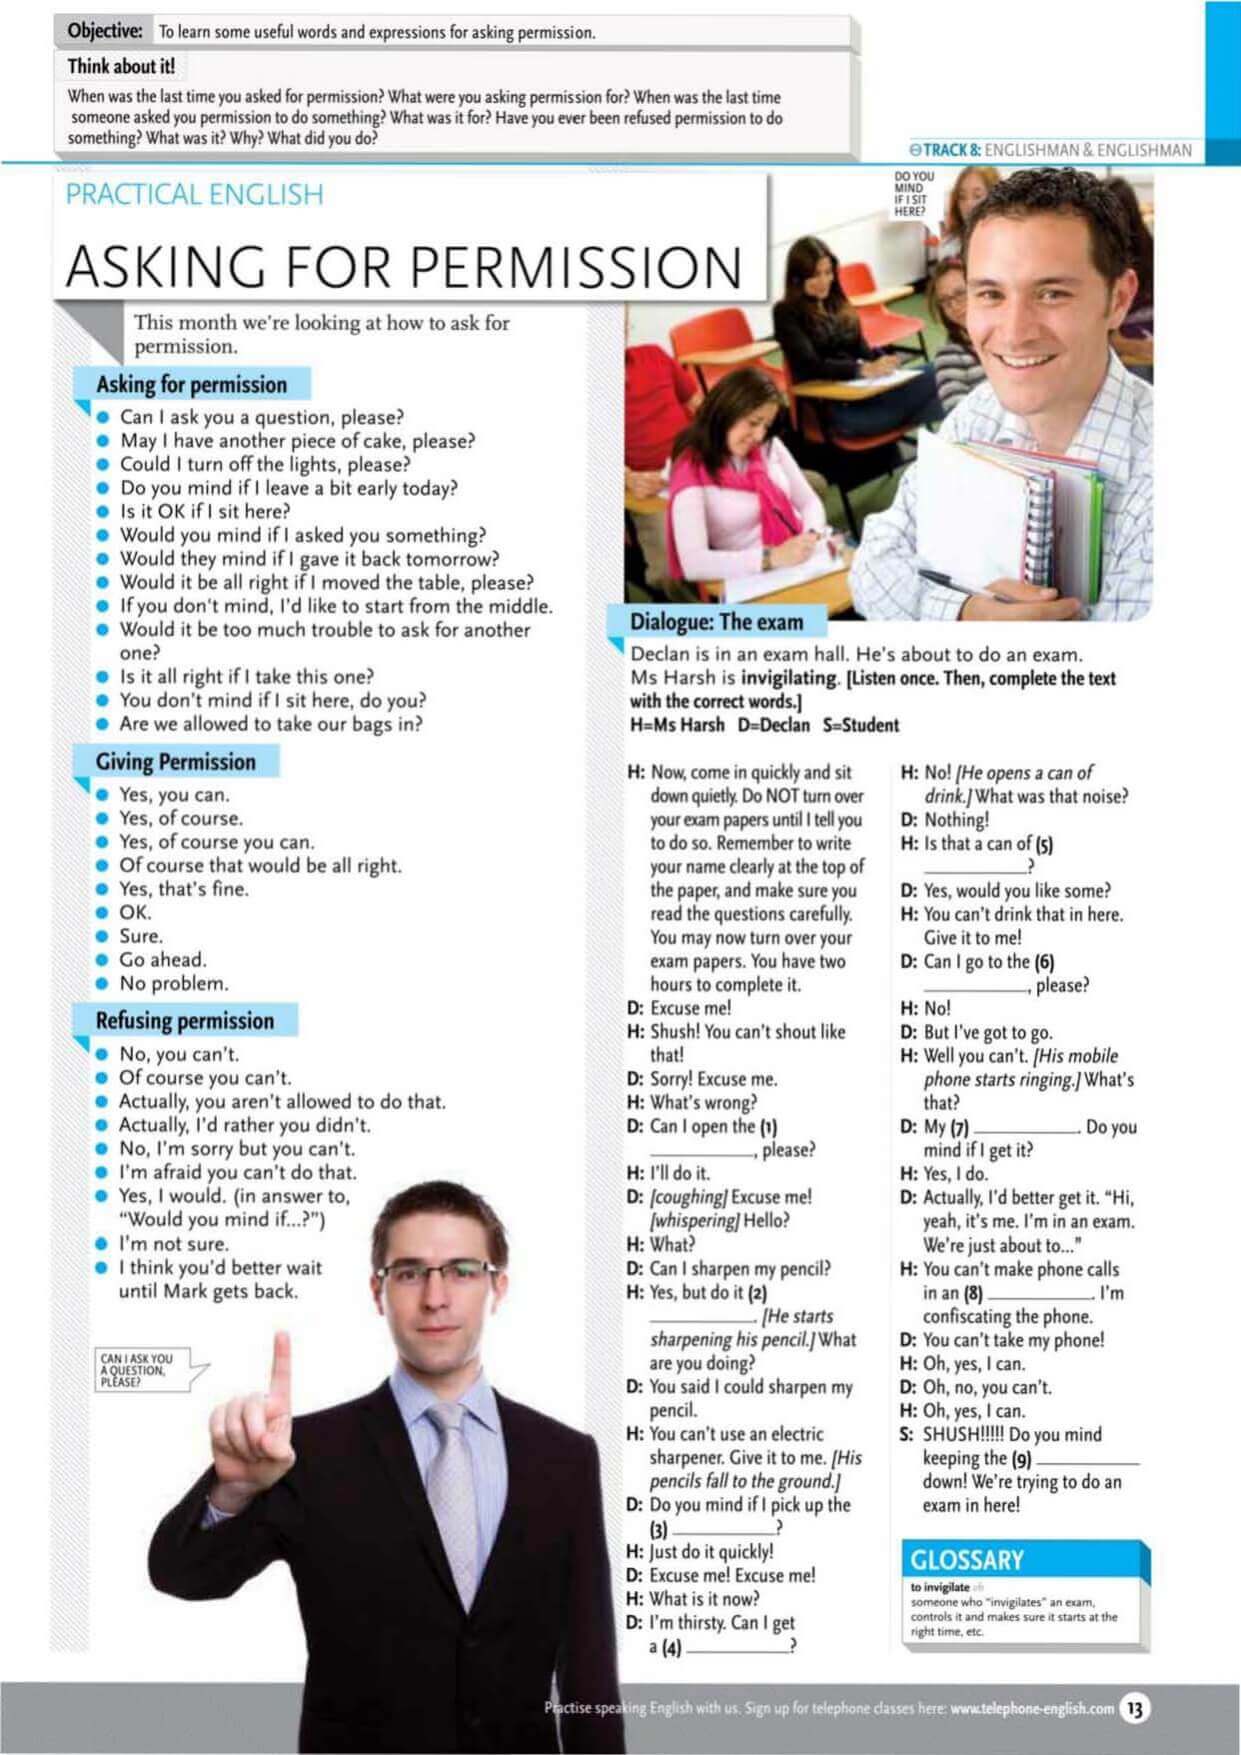 Objective: To learn some useful words and expressions for asking permission.
Think about it!
When was the last time you asked for permission? What were you asking permission for? When was the last time
someone asked you permission to do something? What was it for? Have you ever been refused permission to do
something? What was it? Why? What did you do?
TRACK 8: ENGLISHMAN & ENGLISHMAN
PRACTICAL ENGLISH
ASKING FOR PERMISSION
DO YOU
MIND
IF I SIT
HERE?
This month we're looking at how to ask for
permission.
Asking for permission
Can I ask you a question, please?
May I have another piece of cake, please?
Could I turn off the lights, please?
Do you mind if I leave a bit early today?
Is it OK if I sit here?
Would you mind if I asked you something?
Would they mind if I gave it back tomorrow?
Would it be all right if I moved the table, please?
If you don't mind, I'd like to start from the middle.
Would it be too much trouble to ask for another
one?
Is it all right if I take this one?
You don't mind if I sit here, do you?
Are we allowed to take our bags in?
Giving Permission
Yes, you can.
Yes, of course.
Yes, of course you can.
Of course that would be all right.
Yes, that's fine.
OK.
Sure.
Go ahead.
No problem.
Refusing permission
No, you can't.
Of course you can't.
Actually, you aren't allowed to do that.
Actually, I'd rather you didn't.
No, I'm sorry but you can't.
I'm afraid you can't do that.
Yes, I would. (in answer to,
"Would you mind if...?")
I'm not sure.
I think you'd better wait
until Mark gets back.
CAN I ASK YOU
A QUESTION,
PLEASE?
Dialogue: The exam
Declan is in an exam hall. He's about to do an exam.
Ms Harsh is invigilating. [Listen once. Then, complete the text
with the correct words.]
H=Ms Harsh D=Declan S=Student
H: Now, come in quickly and sit
down quietly. Do NOT turn over
your exam papers until I tell you
to do so. Remember to write
your name clearly at the top of
the paper, and make sure you
read the questions carefully.
You may now turn over your
exam papers. You have two
hours to complete it.
D: Excuse me!
H: Shush! You can't shout like
that!
D: Sorry! Excuse me.
H: What's wrong?
D: Can I open the (1)
____________, please?
H: I'll do it.
D: [coughing] Excuse me!
[whispering] Hello?
H: What?
D: Can I sharpen my pencil?
H: Yes, but do it (2)
____________. [He starts
sharpening his pencil.] What
are you doing?
D: You said I could sharpen my
pencil.
H: You can't use an electric
sharpener. Give it to me. [His
pencils fall to the ground.]
D: Do you mind if I pick up the
(3) ____________?
H: Just do it quickly!
D: Excuse me! Excuse me!
H: What is it now?
D: I'm thirsty. Can I get
a (4) ____________?
H: No! [He opens a can of
drink.] What was that noise?
D: Nothing!
H: Is that a can of (5)
____________?
D: Yes, would you like some?
H: You can't drink that in here.
Give it to me!
D: Can I go to the (6)
____________, please?
H: No!
D: But I've got to go.
H: Well you can't. [His mobile
phone starts ringing.] What's
that?
D: My (7) ____________. Do you
mind if I get it?
H: Yes, I do.
D: Actually, I'd better get it. "Hi,
yeah, it's me. I'm in an exam.
We're just about to..."
H: You can't make phone calls
in an (8) ____________. I'm
confiscating the phone.
D: You can't take my phone!
H: Oh, yes, I can.
D: Oh, no, you can't.
H: Oh, yes, I can.
S: SHUSH!!!!! Do you mind
keeping the (9) ____________
down! We're trying to do an
exam in here!
GLOSSARY
to invigilate vb
someone who "invigilates" an exam,
controls it and makes sure it starts at the
right time, etc.
Practise speaking English with us. Sign up for telephone classes here: www.telephone-english.com 13